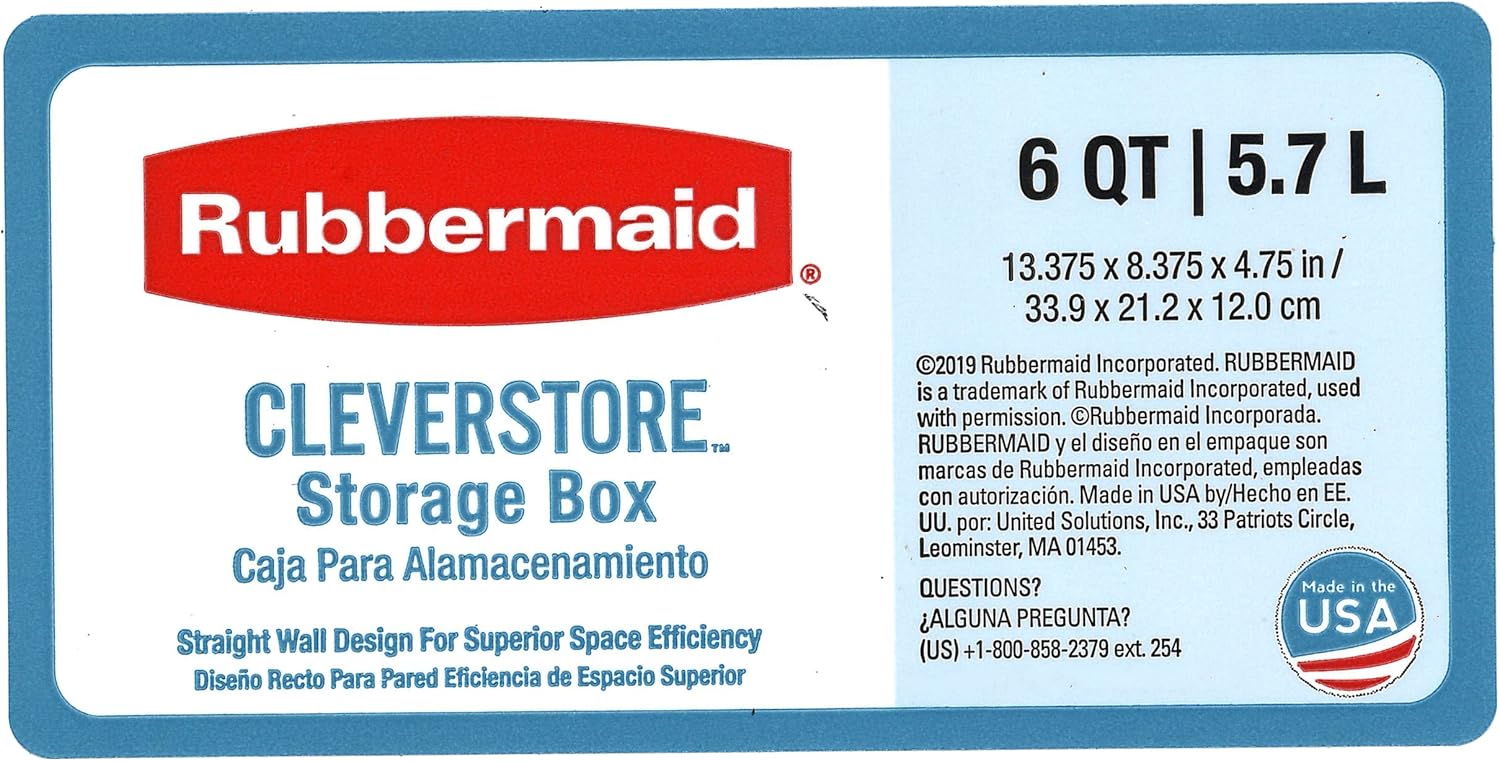 Rubbermaid®
CLEVERSTORE™
Storage Box
Caja Para Alamacenamiento
Straight Wall Design For Superior Space Efficiency
Diseño Recto Para Pared Eficiencia de Espacio Superior
6 QT | 5.7 L
13.375 x 8.375 x 4.75 in /
33.9 x 21.2 x 12.0 cm
©2019 Rubbermaid Incorporated. RUBBERMAID
is a trademark of Rubbermaid Incorporated, used
with permission. ©Rubbermaid Incorporada.
RUBBERMAID y el diseño en el empaque son
marcas de Rubbermaid Incorporated, empleadas
con autorización. Made in USA by/Hecho en EE.
UU. por: United Solutions, Inc., 33 Patriots Circle,
Leominster, MA 01453.
QUESTIONS?
¿ALGUNA PREGUNTA?
(US) +1-800-858-2379 ext. 254
Made in the
USA